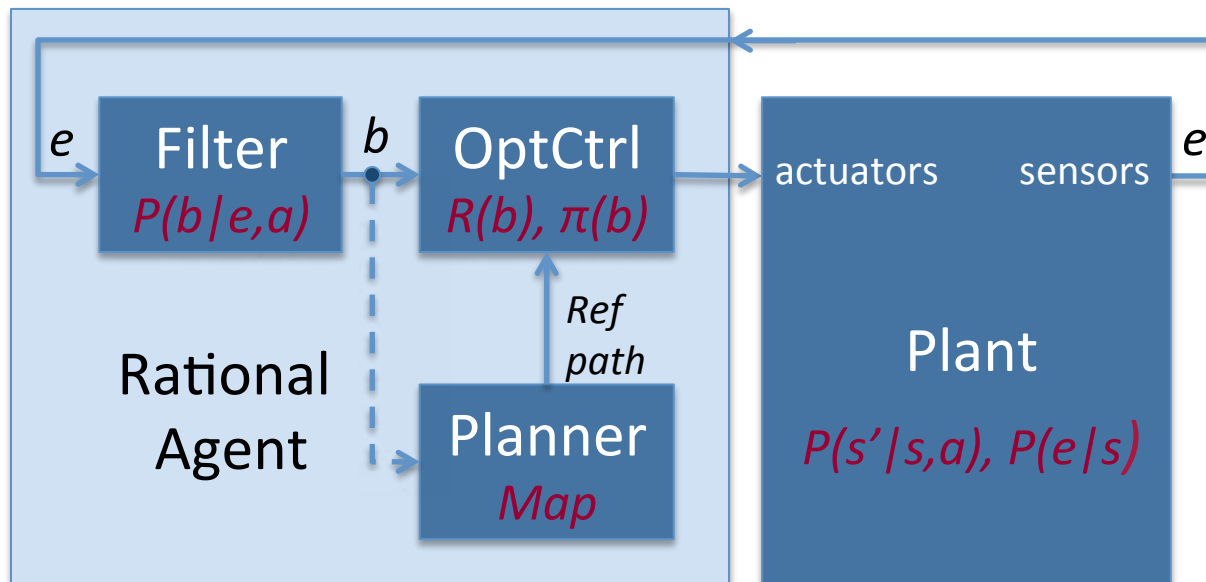 e
Filter
P(b|e,a)
b
OptCtrl
R(b), π(b)
actuators
sensors
e
Ref
path
Rational
Agent
Planner
Map
Plant
P(s’|s,a), P(e|s)